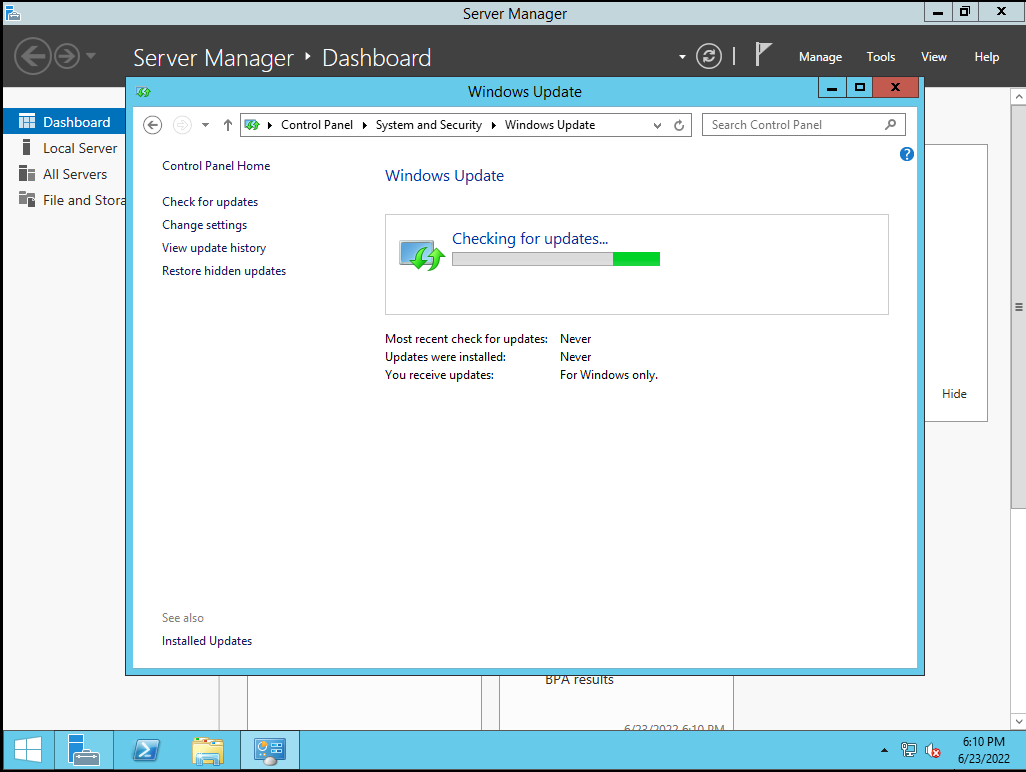 Server Manager
Server Manager Dashboard
Manage Tools View Help
Windows Update
Control Panel System and Security Windows Update
Search Control Panel
Dashboard
Local Server
All Servers
File and Stora
Control Panel Home
Check for updates
Change settings
View update history
Restore hidden updates
Windows Update
Checking for updates...
Most recent check for updates: Never
Updates were installed: Never
You receive updates: For Windows only.
Hide
See also
Installed Updates
BPA results
6/23/2022 6:10 PM
6:10 PM
6/23/2022